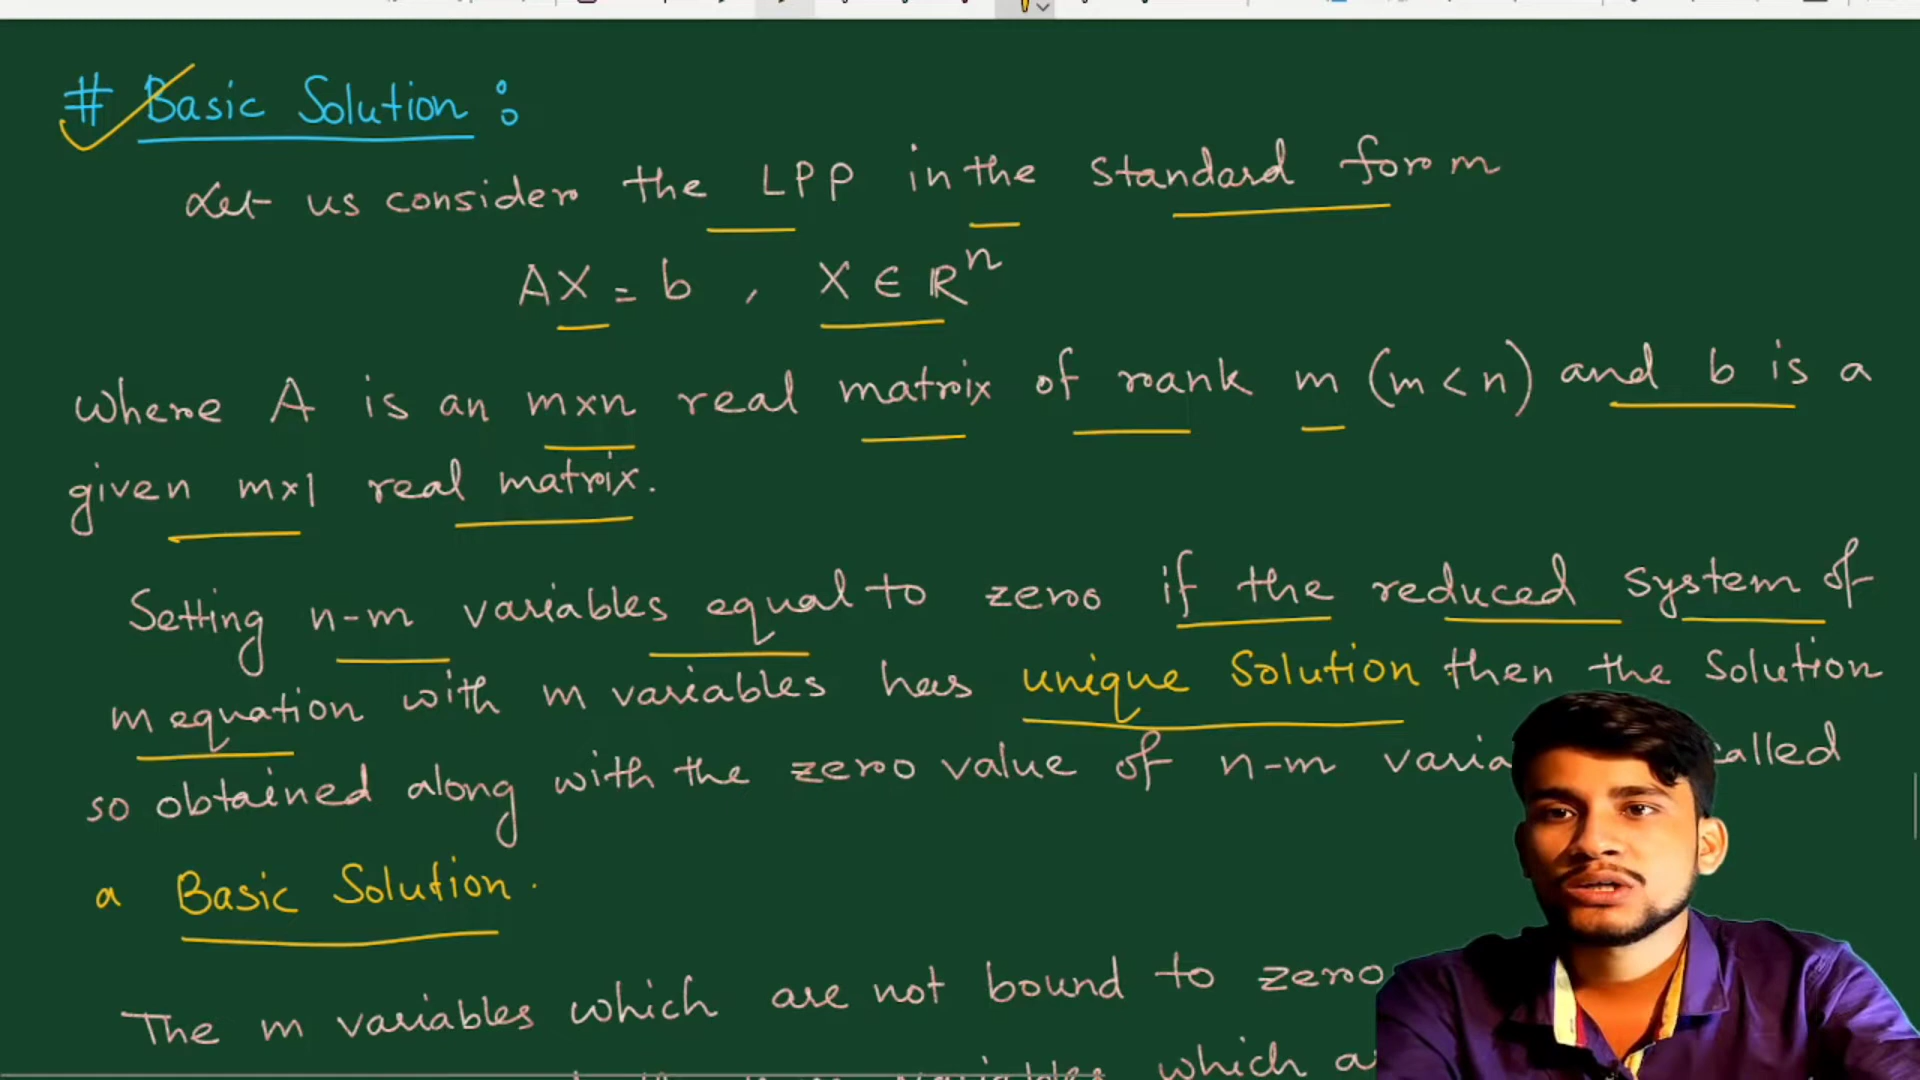 # Basic Solution :
Let us consider the LPP in the standard form
AX = b , X ∈ Rⁿ
where A is an m×n real matrix of rank m (m < n) and b is a
given m×1 real matrix.
Setting n-m variables equal to zero if the reduced system of
m equation with m variables has unique solution then the solution
so obtained along with the zero value of n-m
a Basic Solution.
The m variables which are not bound to zero
variables which